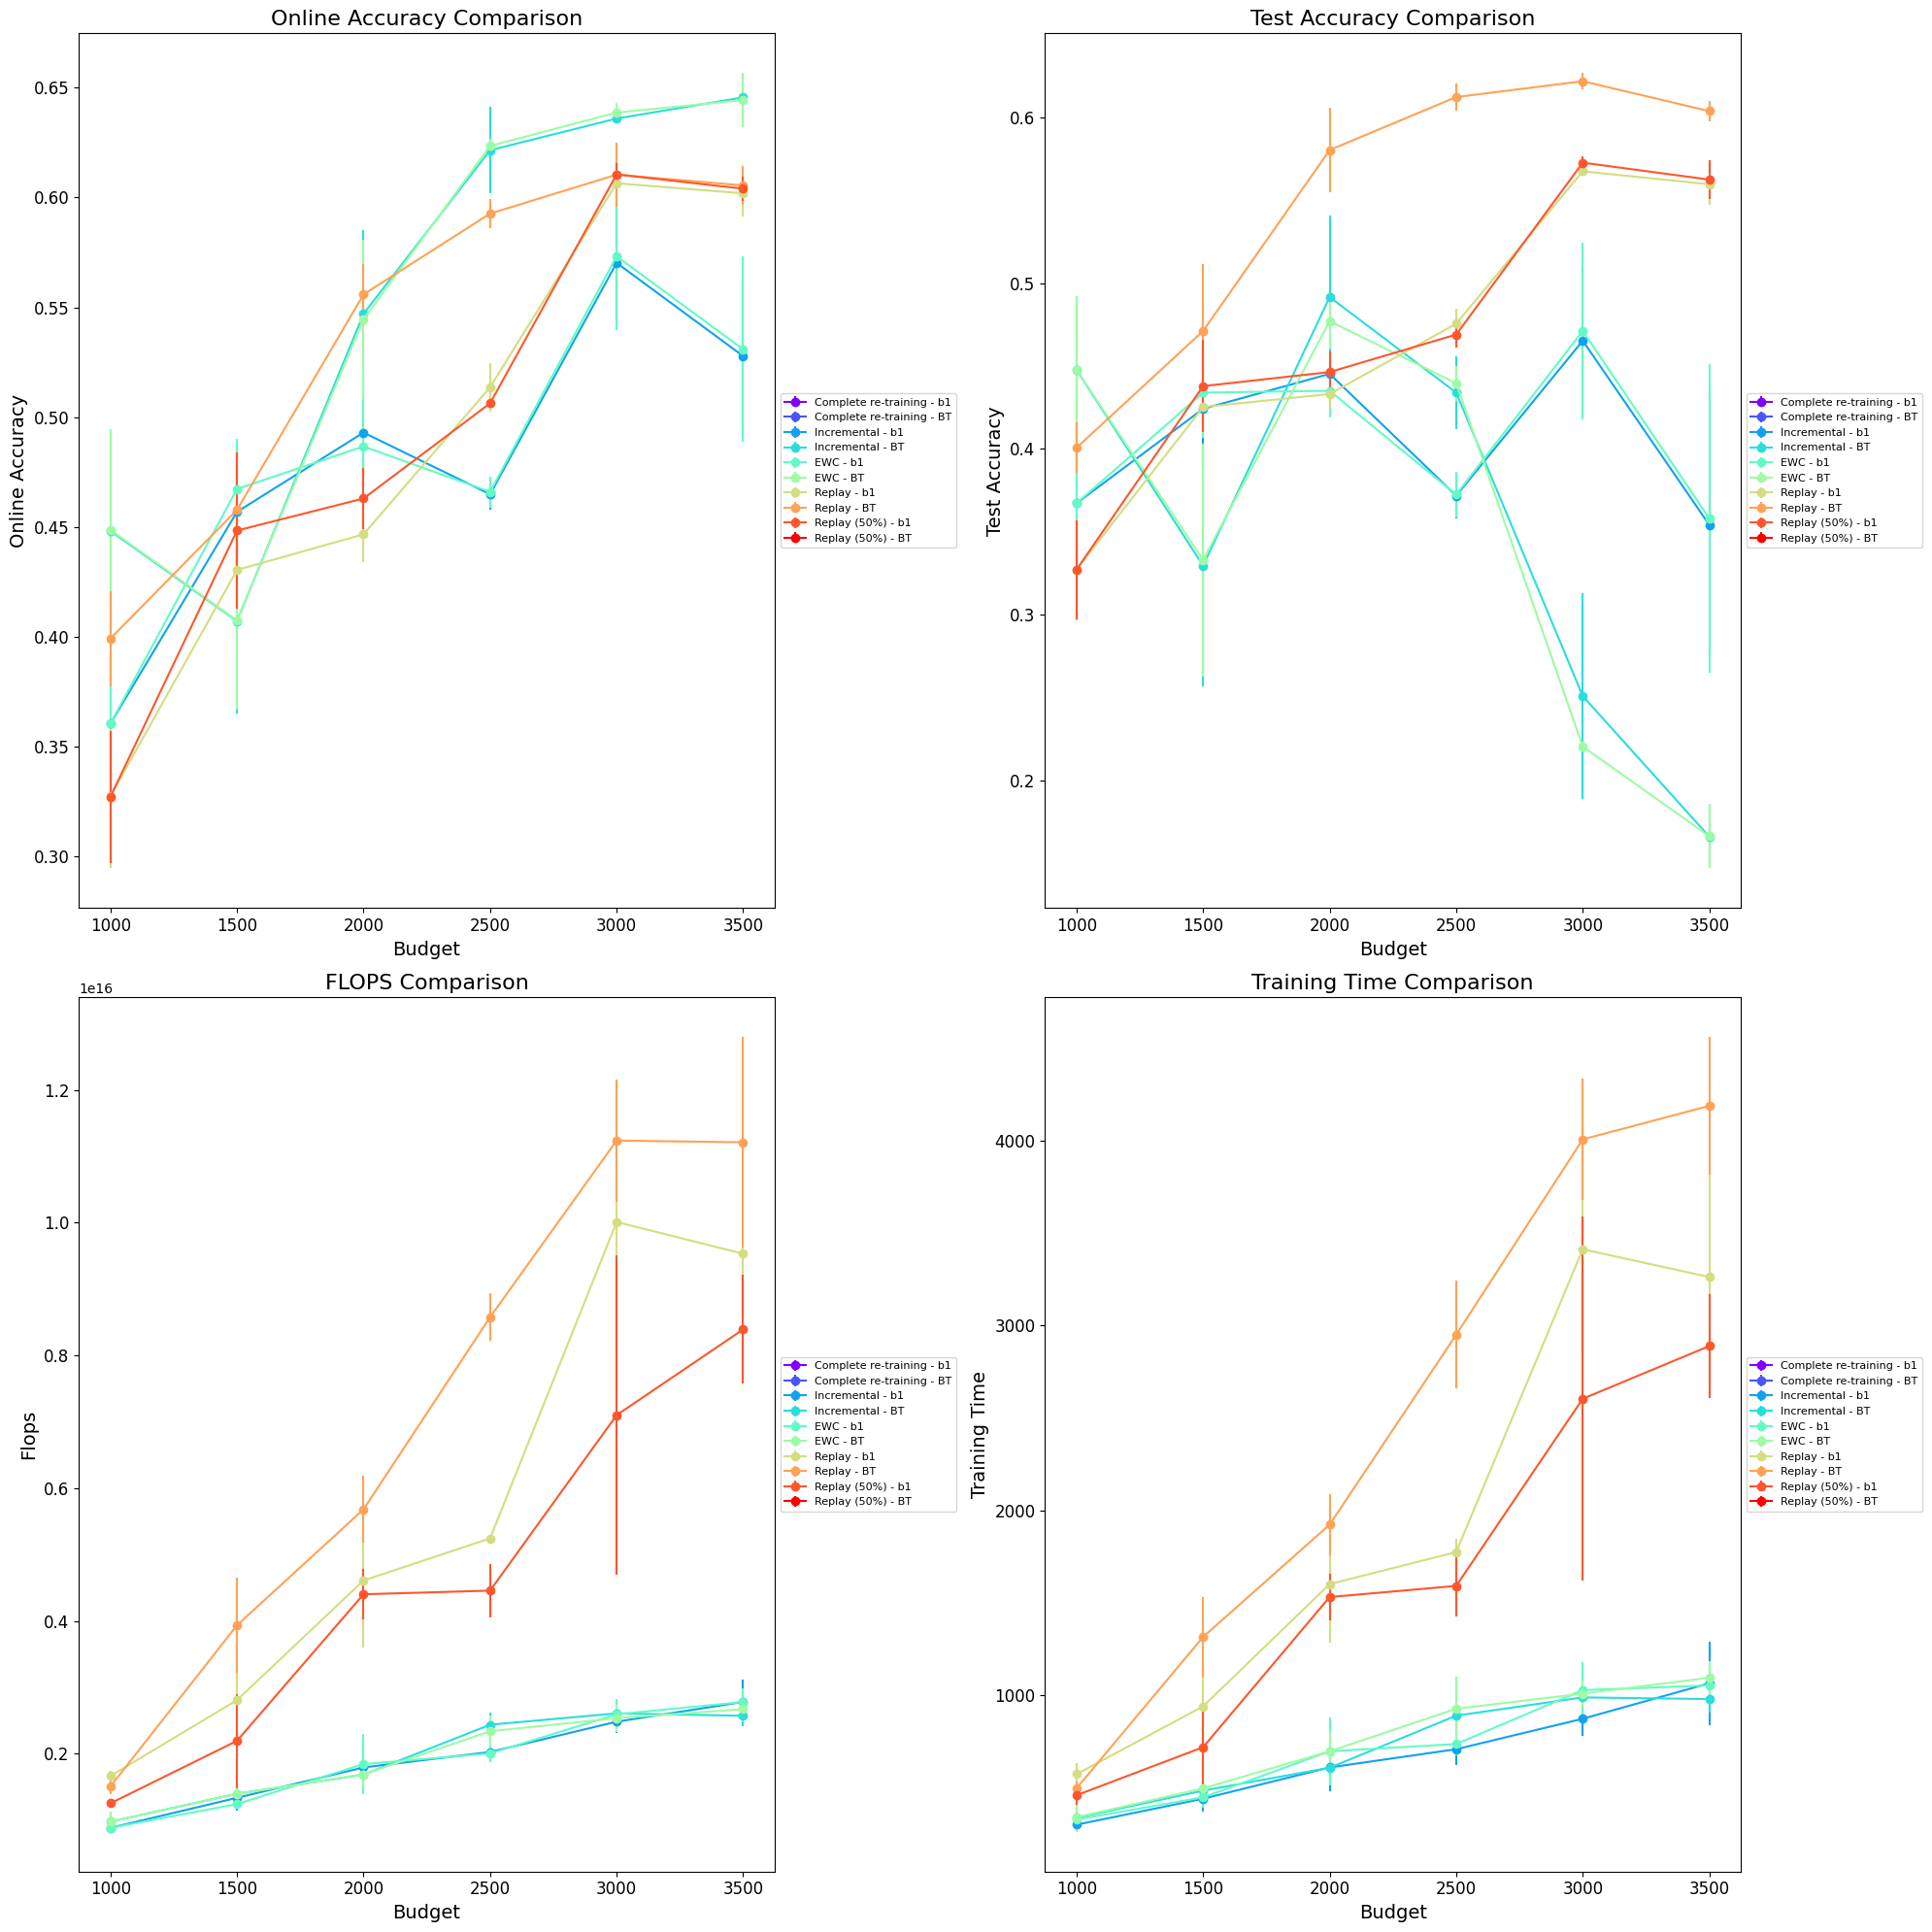 Online Accuracy Comparison
0.65
0.60
0.55
0.50
0.45
0.40
0.35
0.30
Online Accuracy
1000 1500 2000 2500 3000 3500
Budget
Complete re-training - b1
Complete re-training - BT
Incremental - b1
Incremental - BT
EWC - b1
EWC - BT
Replay - b1
Replay - BT
Replay (50%) - b1
Replay (50%) - BT
Test Accuracy Comparison
0.6
0.5
0.4
0.3
0.2
Test Accuracy
1000 1500 2000 2500 3000 3500
Budget
Complete re-training - b1
Complete re-training - BT
Incremental - b1
Incremental - BT
EWC - b1
EWC - BT
Replay - b1
Replay - BT
Replay (50%) - b1
Replay (50%) - BT
FLOPS Comparison
1e16
1.2
1.0
0.8
0.6
0.4
0.2
Flops
1000 1500 2000 2500 3000 3500
Budget
Complete re-training - b1
Complete re-training - BT
Incremental - b1
Incremental - BT
EWC - b1
EWC - BT
Replay - b1
Replay - BT
Replay (50%) - b1
Replay (50%) - BT
Training Time Comparison
4000
3000
2000
1000
Training Time
1000 1500 2000 2500 3000 3500
Budget
Complete re-training - b1
Complete re-training - BT
Incremental - b1
Incremental - BT
EWC - b1
EWC - BT
Replay - b1
Replay - BT
Replay (50%) - b1
Replay (50%) - BT